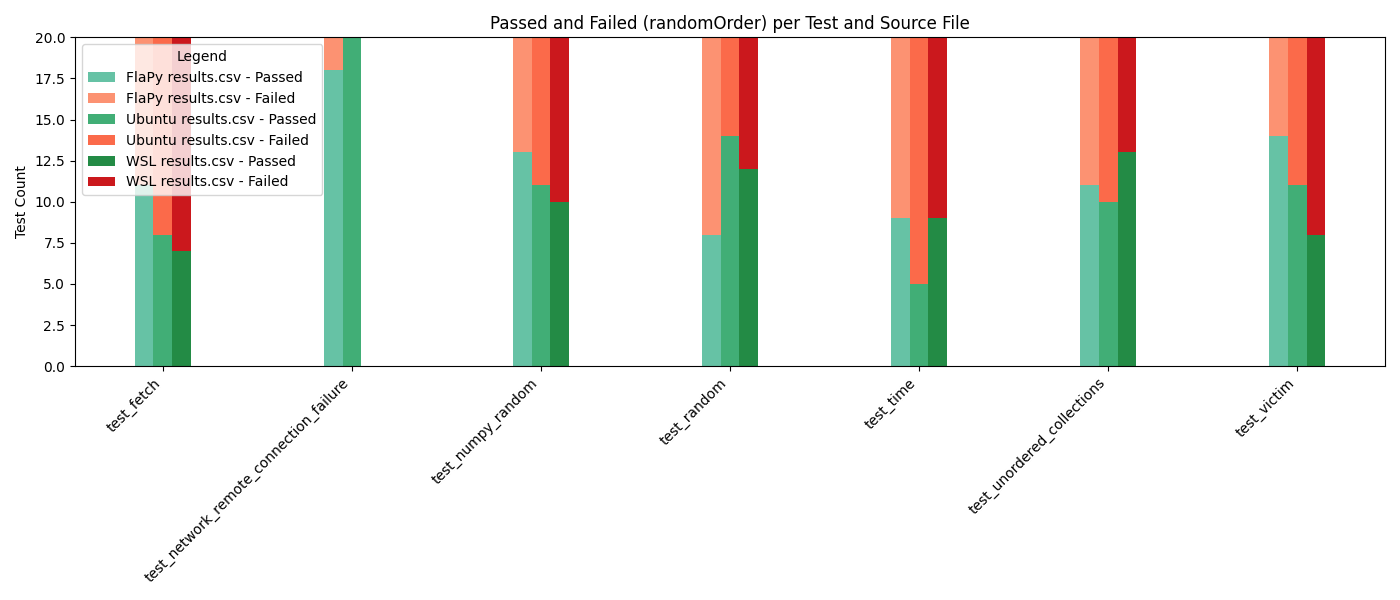 Passed and Failed (randomOrder) per Test and Source File
Test Count
20.0
17.5
15.0
12.5
10.0
7.5
5.0
2.5
0.0
Legend
FlaPy results.csv - Passed
FlaPy results.csv - Failed
Ubuntu results.csv - Passed
Ubuntu results.csv - Failed
WSL results.csv - Passed
WSL results.csv - Failed
test_fetch
test_network_remote_connection_failure
test_numpy_random
test_random
test_time
test_unordered_collections
test_victim